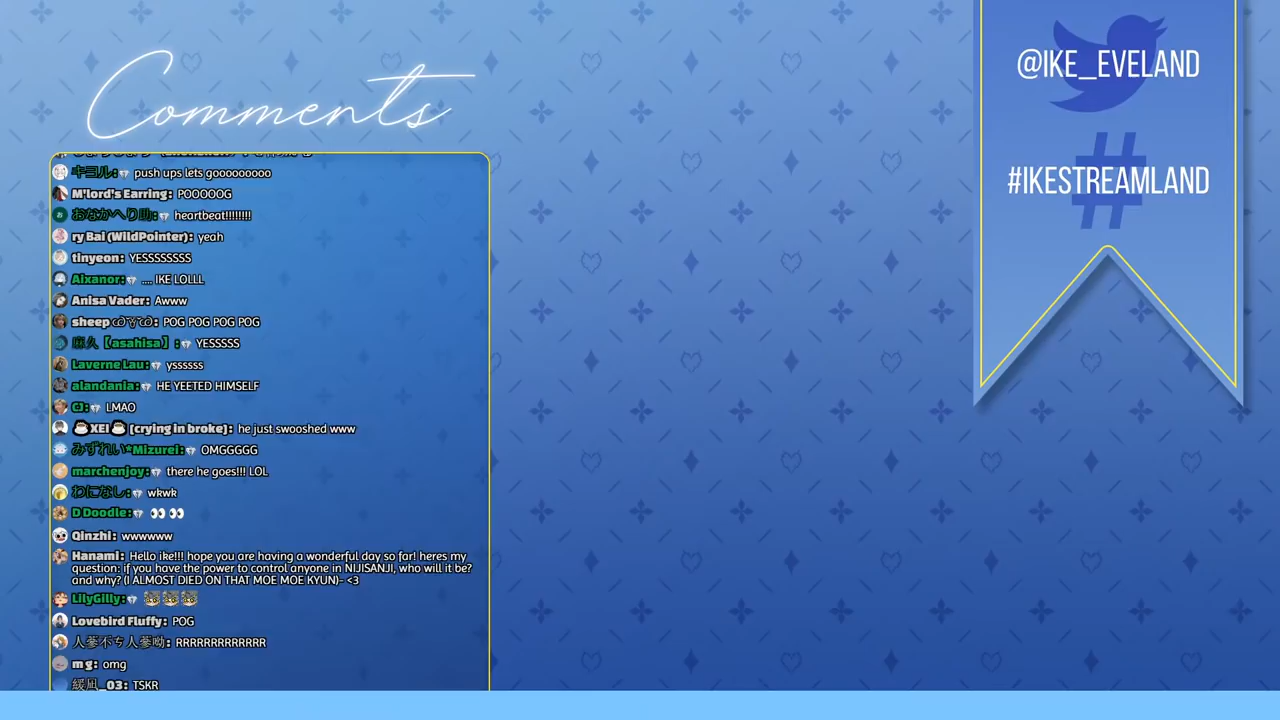 Comments
キヨル: push ups lets gooooooooo
M'lord's Earring: POOOOOG
おなかへり助: heartbeat!!!!!!!!
ry Bai (WildPointer): yeah
tinyeon: YESSSSSSSS
Aixanor: .... IKE LOLLL
Anisa Vader: Awww
sheep: POG POG POG POG
麻久【asahisa】: YESSSSS
Laverne Lau: yssssss
alandania: HE YEETED HIMSELF
CJ: LMAO
XEI [crying in broke]: he just swooshed www
みずれい*Mizurei: OMGGGGG
marchenjoy: there he goes!!! LOL
わになし: wkwk
D Doodle: 👀 👀
Qinzhi: wwwwww
Hanami: Hello ike!!! hope you are having a wonderful day so far! heres my
question: if you have the power to control anyone in NIJISANJI, who will it be?
and why? (I ALMOST DIED ON THAT MOE MOE KYUN)- <3
LilyGilly:
Lovebird Fluffy: POG
人蔘不ㄘ人蔘呦: RRRRRRRRRRRRR
m g: omg
緩凪_03: TSKR
@IKE_EVELAND
#IKESTREAMLAND